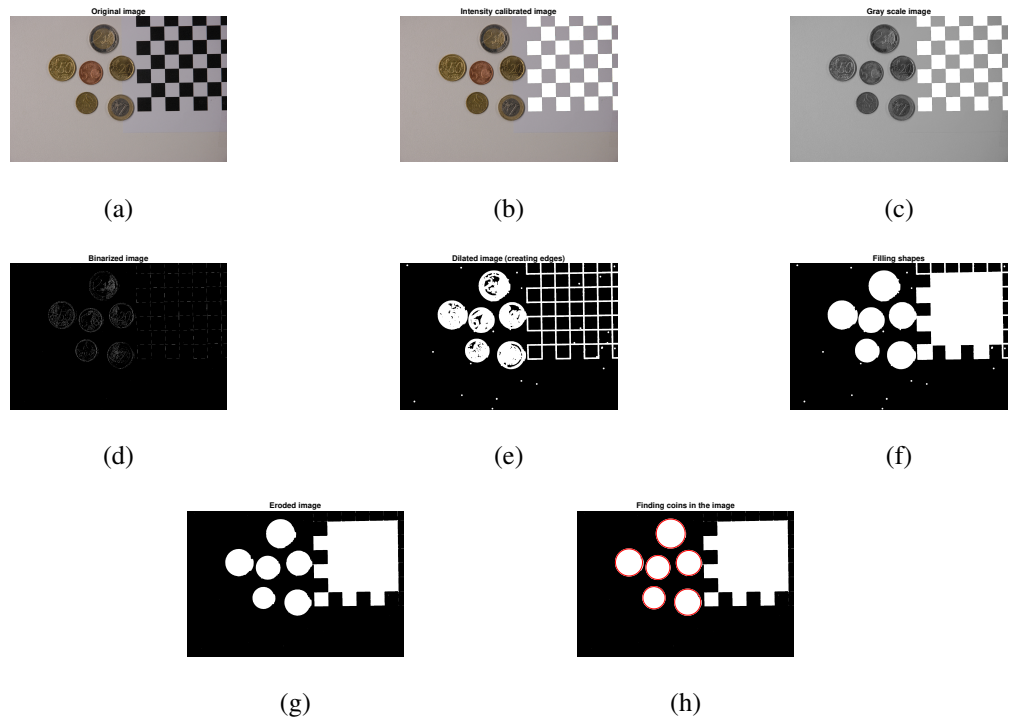 Original image
Intensity calibrated image
Gray scale image
(a)
(b)
(c)
Binarized image
Dilated image (creating edges)
Filling shapes
(d)
(e)
(f)
Eroded image
Finding coins in the image
(g)
(h)